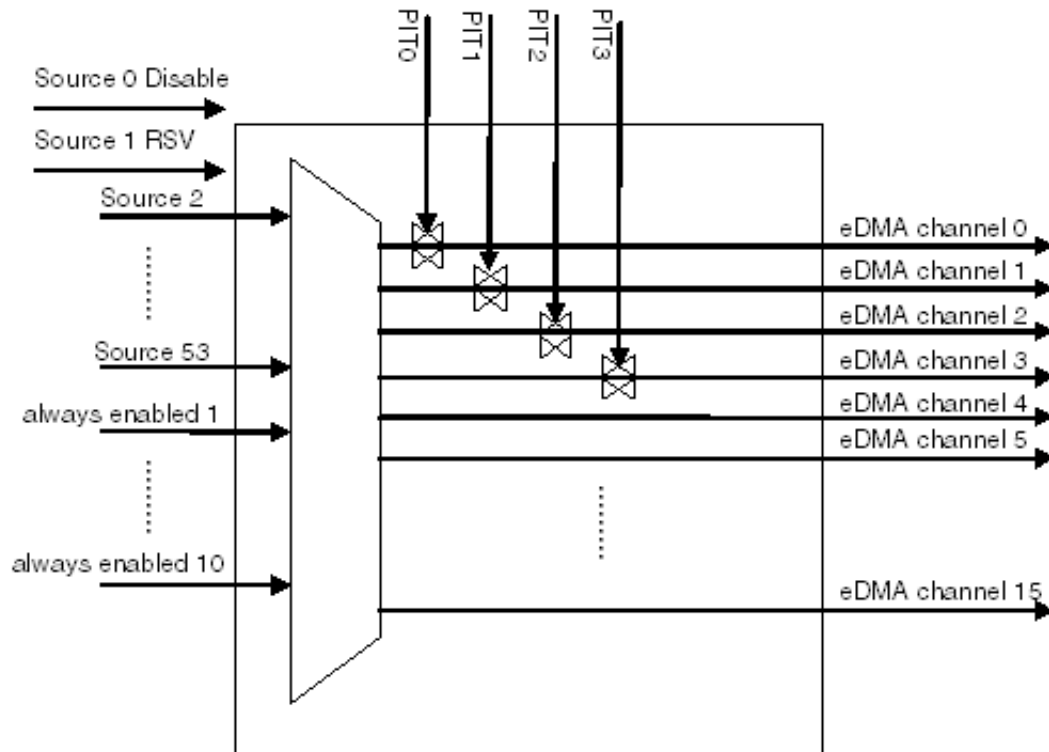 PIT0
PIT1
PIT2
PIT3
Source 0 Disable
Source 1 RSV
Source 2
Source 53
always enabled 1
always enabled 10
eDMA channel 0
eDMA channel 1
eDMA channel 2
eDMA channel 3
eDMA channel 4
eDMA channel 5
eDMA channel 15